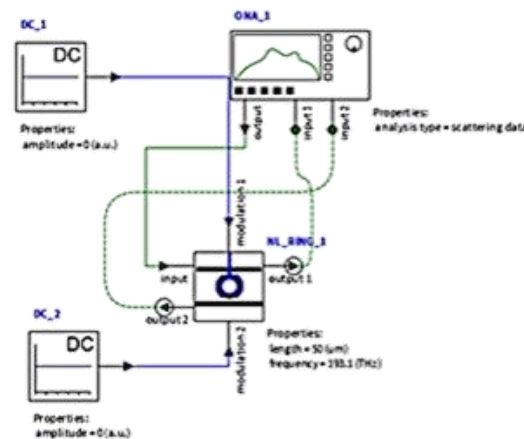 DC_1
DC
Properties:
amplitude = 0 (a.u.)
ONA_1
output
input 1
input 2
Properties:
analysis type = scattering data
modulation 1
NL_RING_1
input
output 1
output 2
modulation 2
Properties:
length = 50 (um)
frequency = 193.1 (THz)
DC_2
DC
Properties:
amplitude = 0 (a.u.)